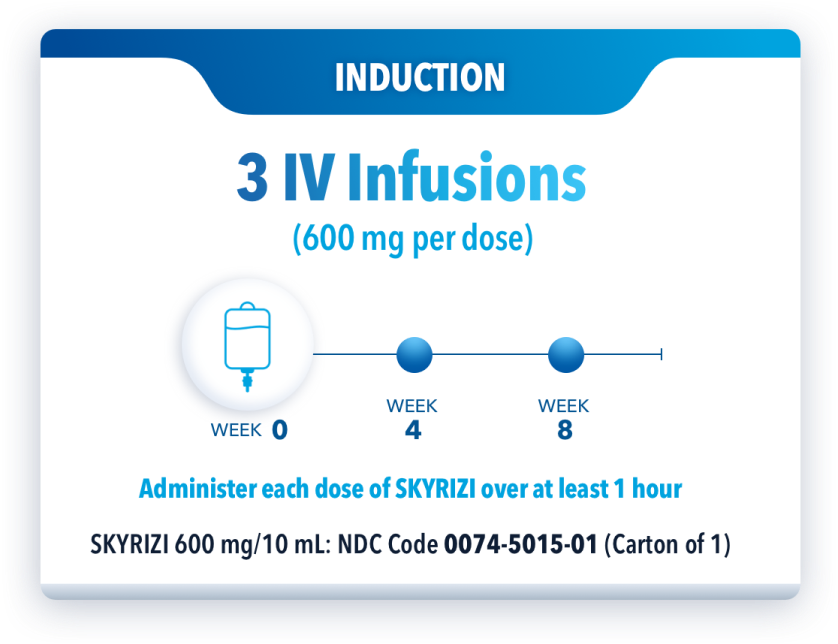 INDUCTION
3 IV Infusions
(600 mg per dose)
WEEK 0
WEEK
4
WEEK
8
Administer each dose of SKYRIZI over at least 1 hour
SKYRIZI 600 mg/10 mL: NDC Code 0074-5015-01 (Carton of 1)